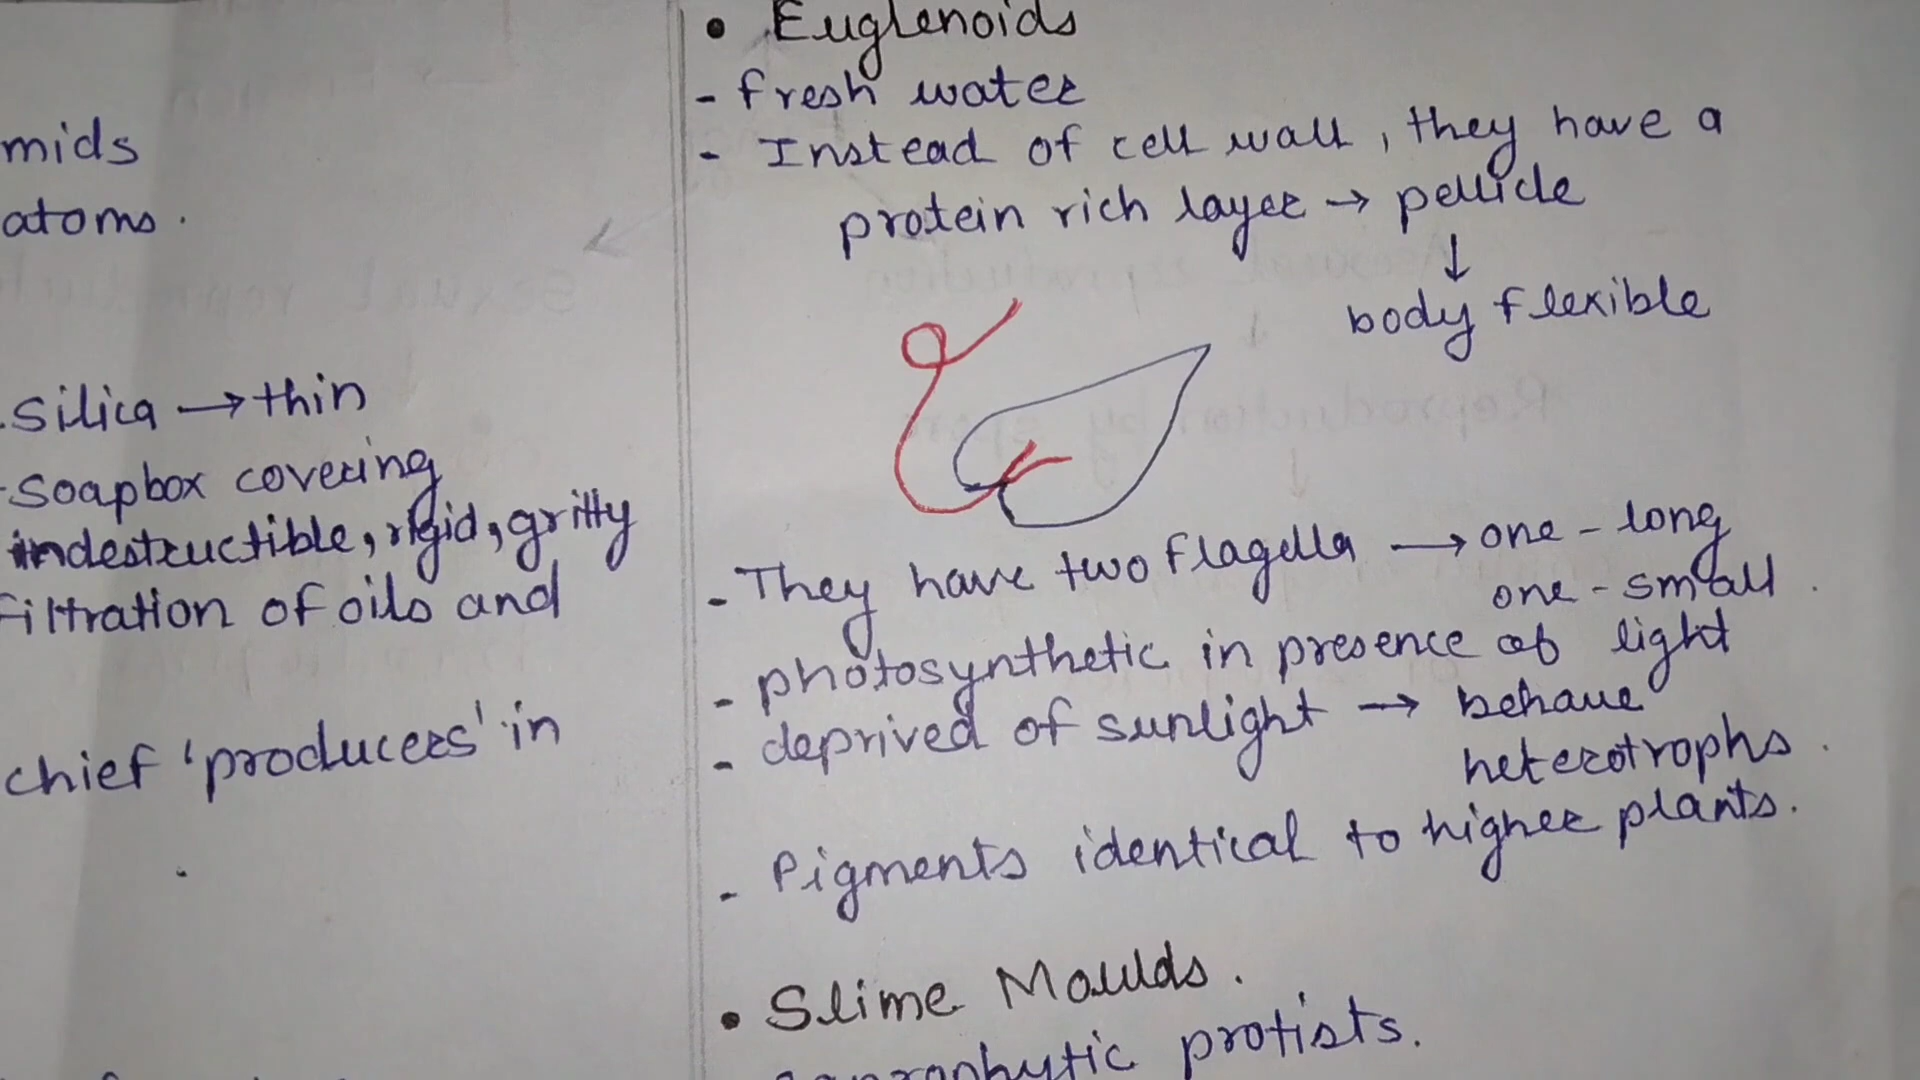 mids
atoms.
Silica → thin
Soapbox covering
indestructible, rigid, gritty
Filtration of oils and
chief 'producers' in
• Euglenoids
- fresh water
- Instead of cell wall, they have a
protein rich layer → pellicle
↓
body flexible
- They have two flagella → one - long
one - small.
- photosynthetic in presence of light
- deprived of sunlight → behave
heterotrophs.
- Pigments identical to higher plants.
• Slime Moulds.
saprophytic protists.